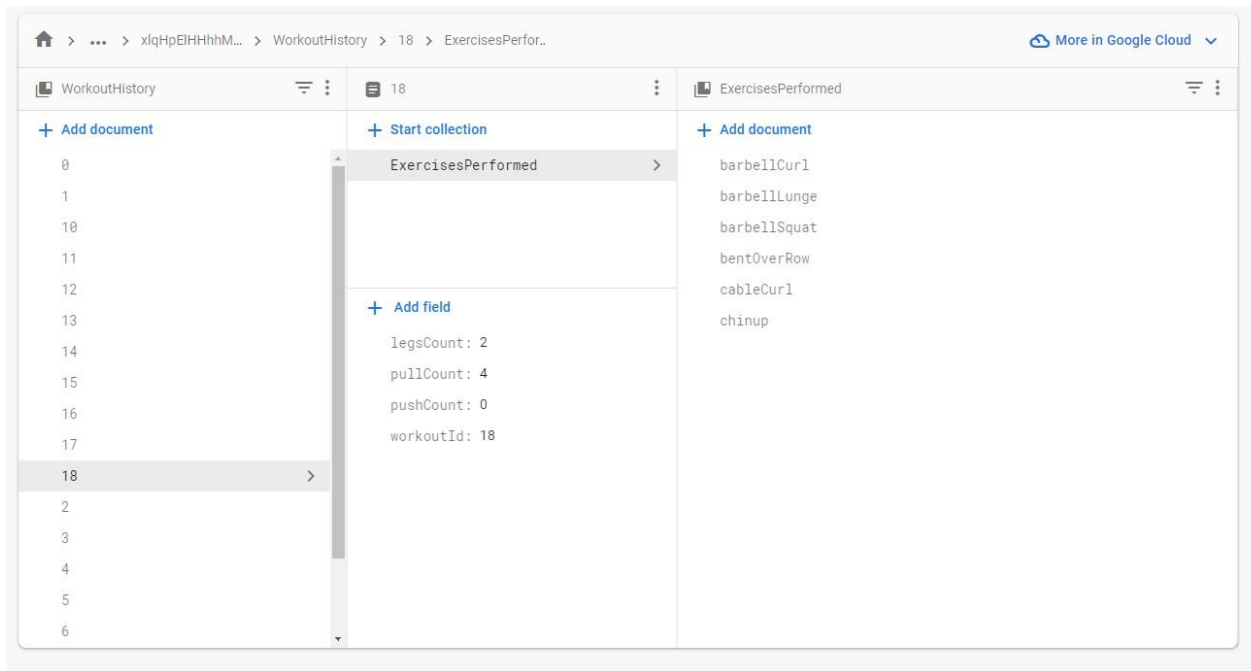 > ... > xlqHpElHHhhM... > WorkoutHistory > 18 > ExercisesPerfor..
More in Google Cloud
WorkoutHistory
+ Add document
0
1
10
11
12
13
14
15
16
17
18
2
3
4
5
6
18
+ Start collection
ExercisesPerformed
+ Add field
legsCount: 2
pullCount: 4
pushCount: 0
workoutId: 18
ExercisesPerformed
+ Add document
barbellCurl
barbellLunge
barbellSquat
bentOverRow
cableCurl
chinup